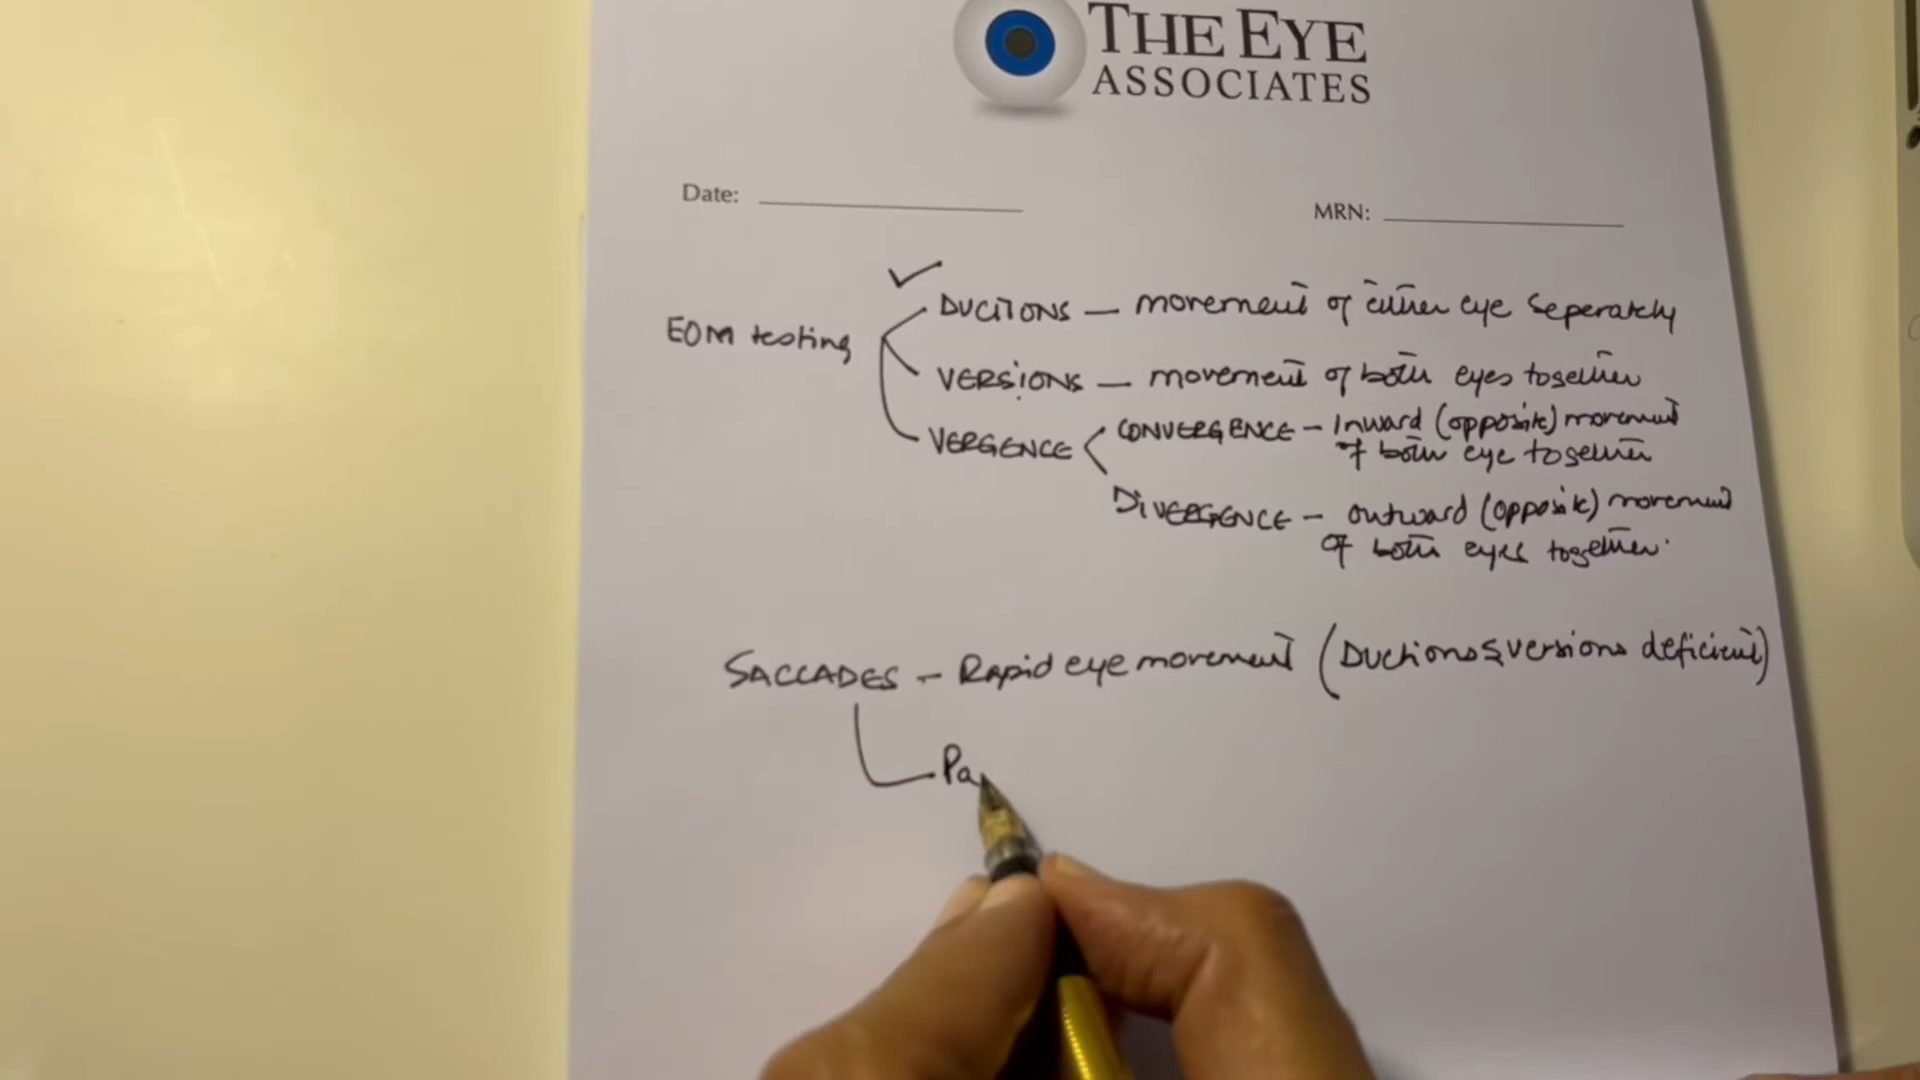 THE EYE
ASSOCIATES
Date:
MRN:
EOM testing
DUCTIONS — movement of either eye seperately
VERSIONS — movement of both eyes together
VERGENCE
CONVERGENCE - Inward (opposite) movement
of both eye together
DIVERGENCE - outward (opposite) movement
of both eyes together.
SACCADES - Rapid eye movement (Ductions & versions deficient)
Pa